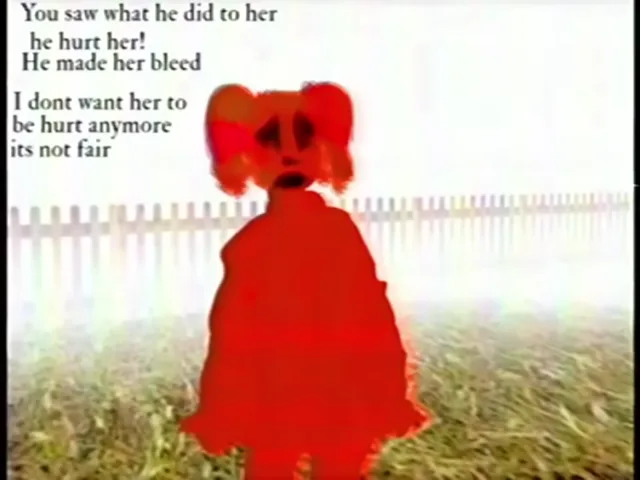 You saw what he did to her
he hurt her!
He made her bleed
I dont want her to
be hurt anymore
its not fair